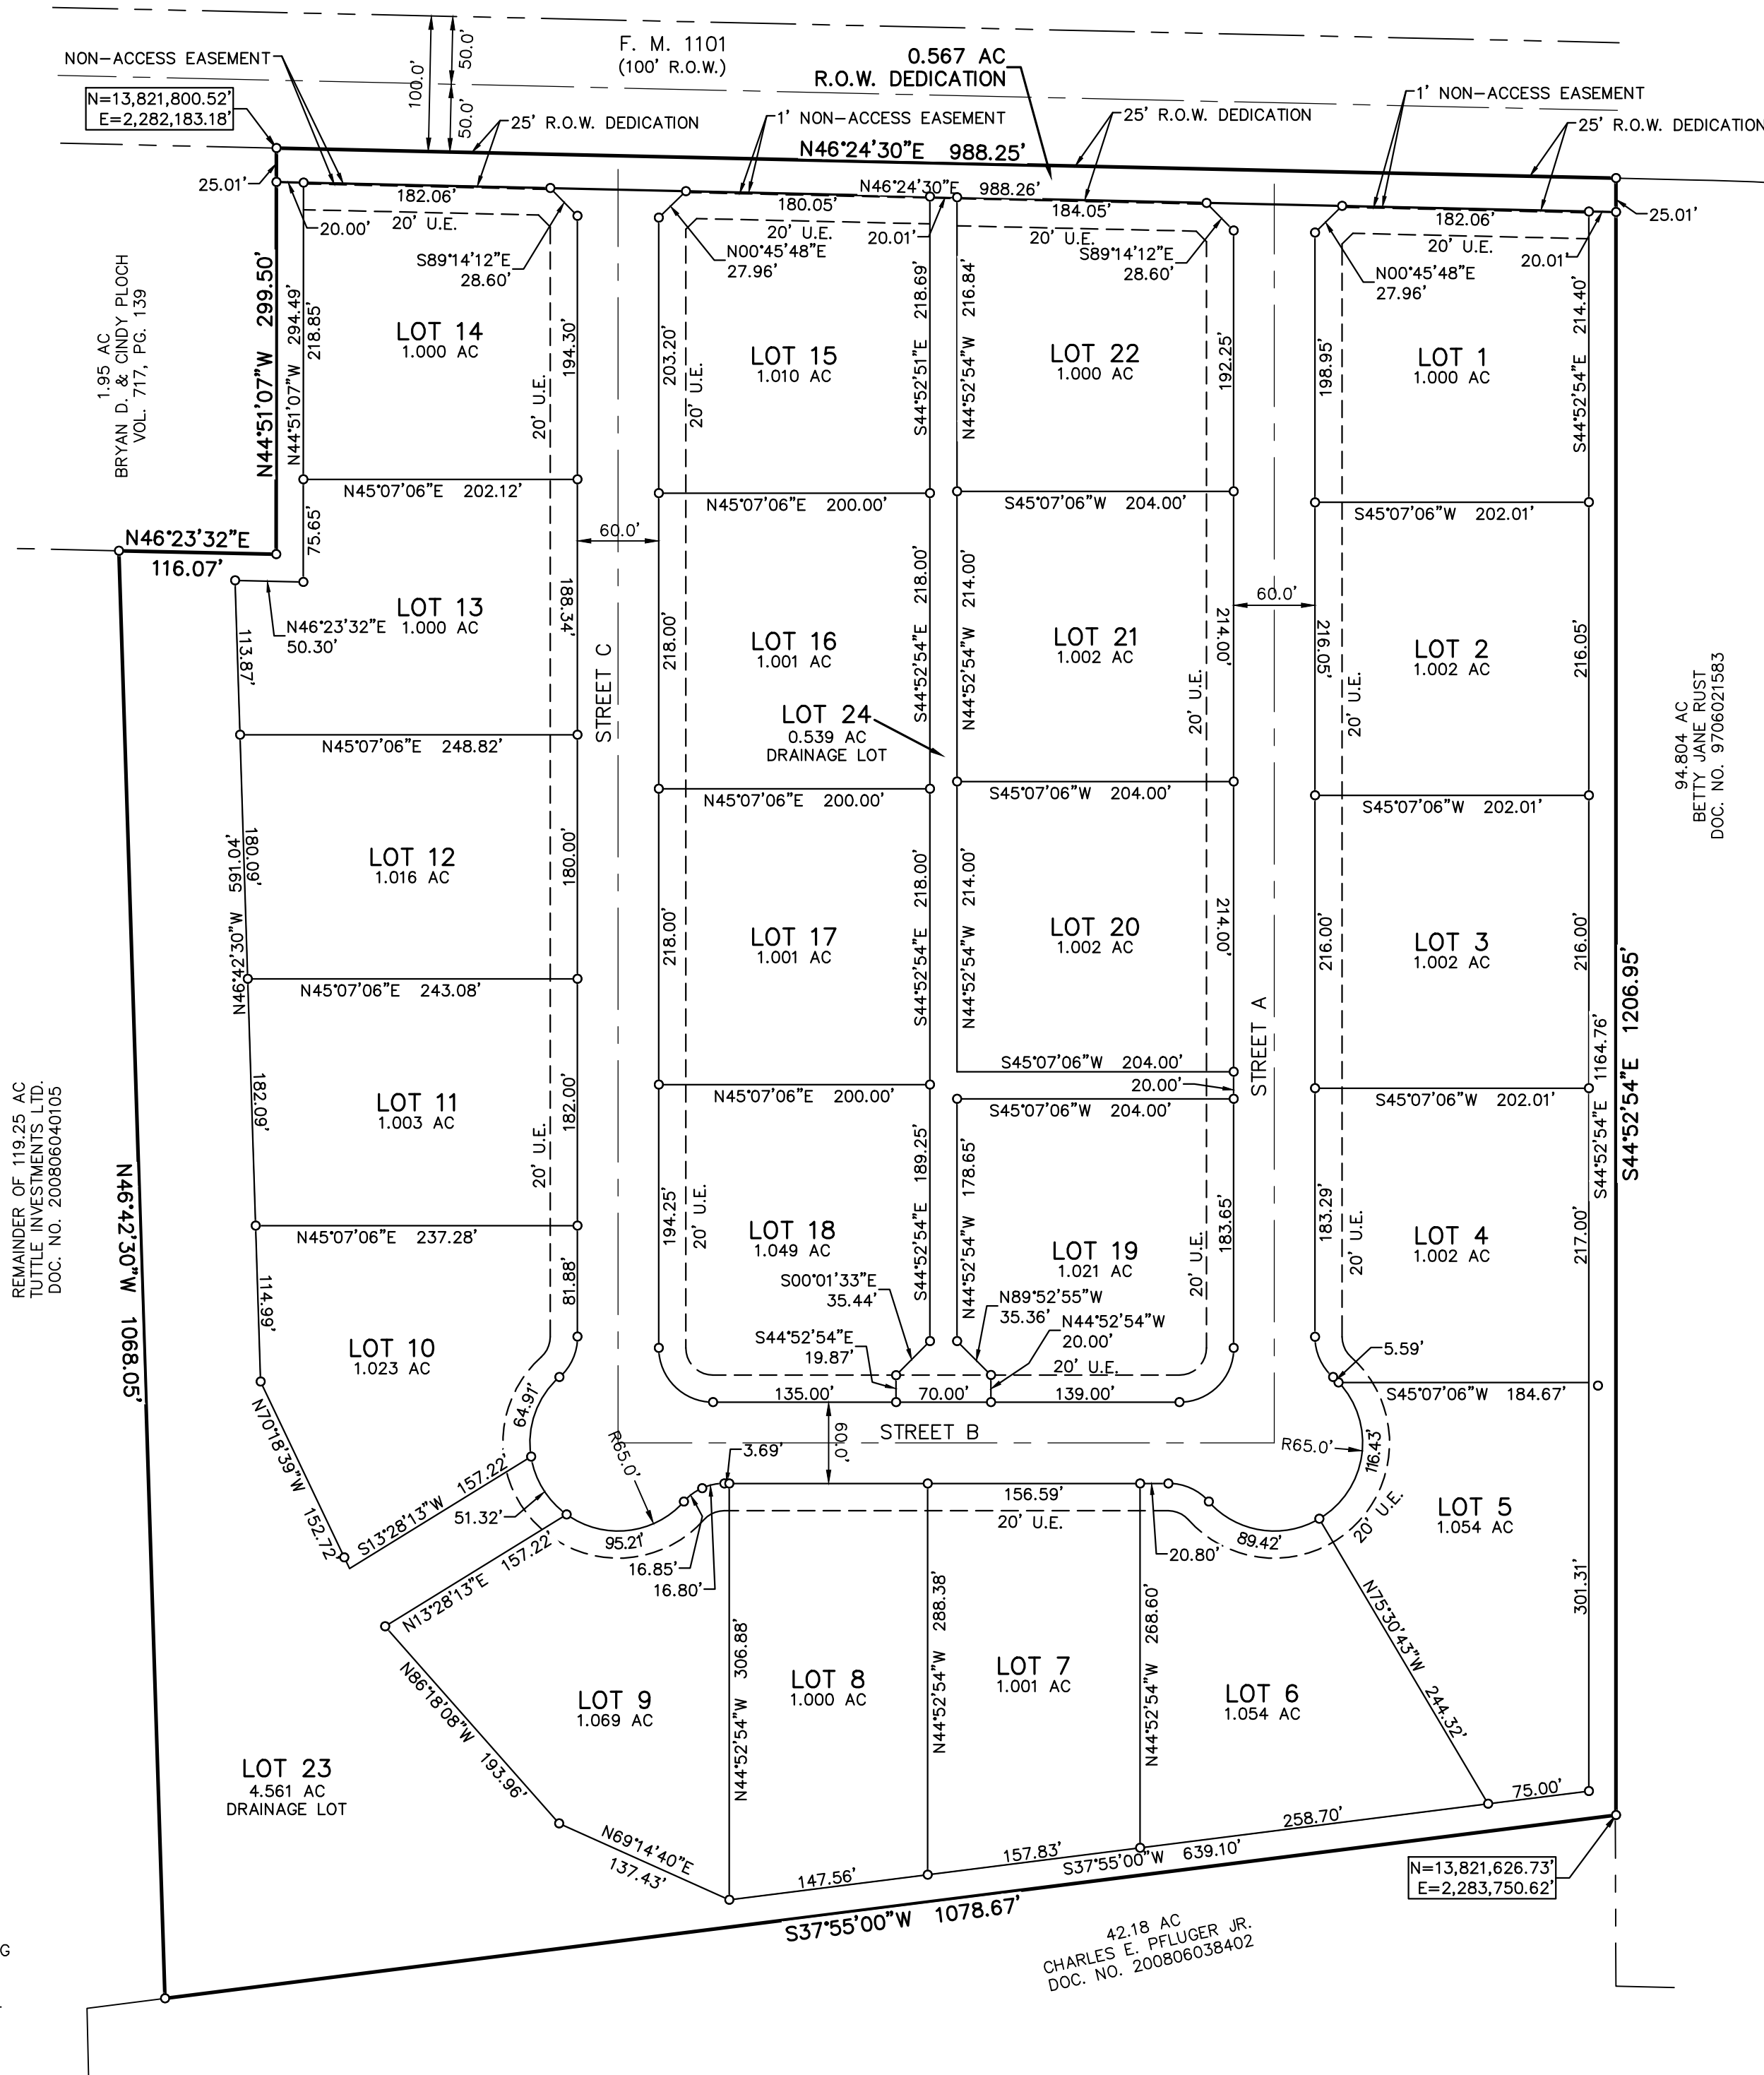 NON-ACCESS EASEMENT
100.0'
50.0'
50.0'
F. M. 1101
(100' R.O.W.)
0.567 AC
R.O.W. DEDICATION
1' NON-ACCESS EASEMENT
N=13,821,800.52'
E=2,282,183.18'
25' R.O.W. DEDICATION
1' NON-ACCESS EASEMENT
25' R.O.W. DEDICATION
25' R.O.W. DEDICATION
N46°24'30"E 988.25'
N46°24'30"E 988.26'
25.01'
182.06'
180.05'
184.05'
182.06'
25.01'
20.00'
20' U.E.
20' U.E.
20.01'
20' U.E.
20' U.E.
20.01'
S89°14'12"E
28.60'
N00°45'48"E
27.96'
S89°14'12"E
28.60'
N00°45'48"E
27.96'
1.95 AC
BRYAN D. & CINDY PLOCH
VOL. 717, PG. 139
N44°51'07"W 299.50'
N44°51'07"W 294.49'
218.85'
LOT 14
1.000 AC
194.30'
20' U.E.
203.20'
20' U.E.
LOT 15
1.010 AC
S44°52'51"E 218.69'
N44°52'54"W 216.84'
LOT 22
1.000 AC
192.25'
198.95'
LOT 1
1.000 AC
S44°52'54"E 214.40'
N45°07'06"E 202.12'
N45°07'06"E 200.00'
S45°07'06"W 204.00'
S45°07'06"W 202.01'
N46°23'32"E
116.07'
75.65'
60.0'
60.0'
N46°23'32"E
50.30'
LOT 13
1.000 AC
113.87'
188.34'
STREET C
218.00'
LOT 16
1.001 AC
S44°52'54"E 218.00'
N44°52'54"W 214.00'
LOT 21
1.002 AC
214.00'
20' U.E.
216.05'
20' U.E.
LOT 2
1.002 AC
216.05'
94.804 AC
BETTY JANE RUST
DOC. NO. 9706021583
LOT 24
0.539 AC
DRAINAGE LOT
N45°07'06"E 248.82'
N45°07'06"E 200.00'
S45°07'06"W 204.00'
S45°07'06"W 202.01'
N46°42'30"W 591.04'
180.09'
LOT 12
1.016 AC
180.00'
218.00'
LOT 17
1.001 AC
S44°52'54"E 218.00'
N44°52'54"W 214.00'
LOT 20
1.002 AC
214.00'
216.00'
LOT 3
1.002 AC
216.00'
N45°07'06"E 243.08'
STREET A
S44°52'54"E 1164.76'
S44°52'54"E 1206.95'
N45°07'06"E 200.00'
S45°07'06"W 204.00'
20.00'
S45°07'06"W 204.00'
S45°07'06"W 202.01'
REMAINDER OF 119.25 AC
TUTTLE INVESTMENTS LTD.
DOC. NO. 200806040105
N46°42'30"W 1068.05'
182.09'
LOT 11
1.003 AC
20' U.E.
182.00'
N45°07'06"E 237.28'
194.25'
20' U.E.
LOT 18
1.049 AC
S44°52'54"E 189.25'
N44°52'54"W 178.65'
LOT 19
1.021 AC
20' U.E.
183.65'
183.29'
20' U.E.
LOT 4
1.002 AC
217.00'
S00°01'33"E
35.44'
N89°52'55"W
35.36'
S44°52'54"E
19.87'
N44°52'54"W
20.00'
114.99'
81.88'
LOT 10
1.023 AC
5.59'
20' U.E.
S45°07'06"W 184.67'
135.00'
70.00'
139.00'
64.91'
60.0'
STREET B
R65.0'
3.69'
R65.0'
116.43'
N70°18'39"W 152.72'
S13°28'13"W 157.22'
51.32'
N13°28'13"E 157.22'
95.21'
16.85'
16.80'
156.59'
20' U.E.
20.80'
89.42'
20' U.E.
LOT 5
1.054 AC
301.31'
N75°30'43"W 244.32'
N44°52'54"W 306.88'
N44°52'54"W 288.38'
N44°52'54"W 268.60'
N86°18'08"W 193.96'
LOT 9
1.069 AC
LOT 8
1.000 AC
LOT 7
1.001 AC
LOT 6
1.054 AC
LOT 23
4.561 AC
DRAINAGE LOT
N69°14'40"E
137.43'
147.56'
157.83'
258.70'
75.00'
S37°55'00"W 639.10'
S37°55'00"W 1078.67'
N=13,821,626.73'
E=2,283,750.62'
42.18 AC
CHARLES E. PFLUGER JR.
DOC. NO. 200806038402
G